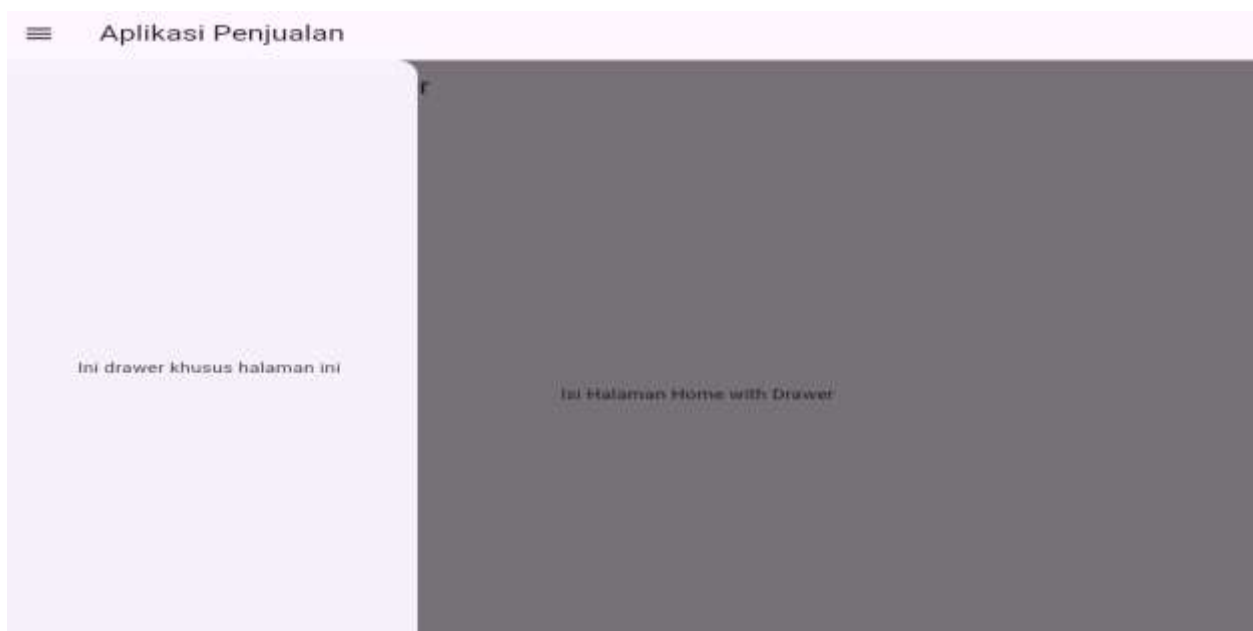 Aplikasi Penjualan
r
Ini drawer khusus halaman ini
Isi Halaman Home with Drawer